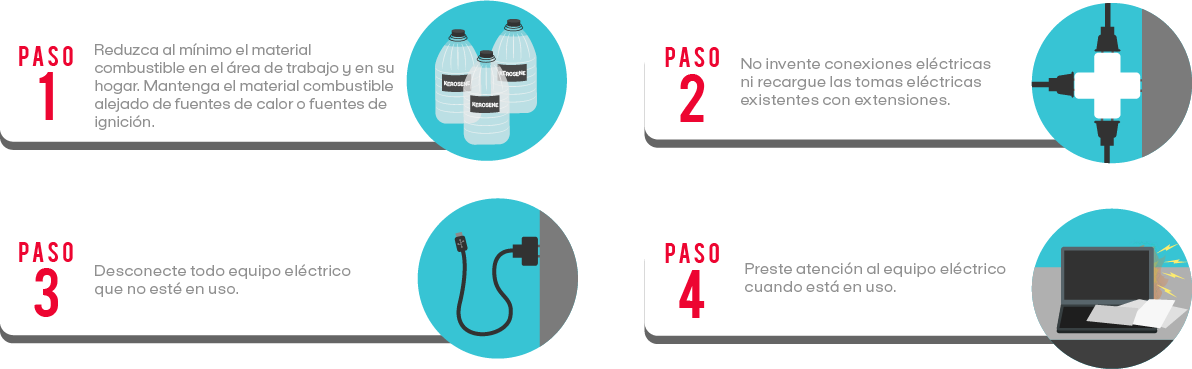 PASO
1
Reduzca al mínimo el material
combustible en el área de trabajo y en su
hogar. Mantenga el material combustible
alejado de fuentes de calor o fuentes de
ignición.
KEROSENE
KEROSENE
KEROSENE
PASO
2
No invente conexiones eléctricas
ni recargue las tomas eléctricas
existentes con extensiones.
PASO
3
Desconecte todo equipo eléctrico
que no esté en uso.
PASO
4
Preste atención al equipo eléctrico
cuando está en uso.